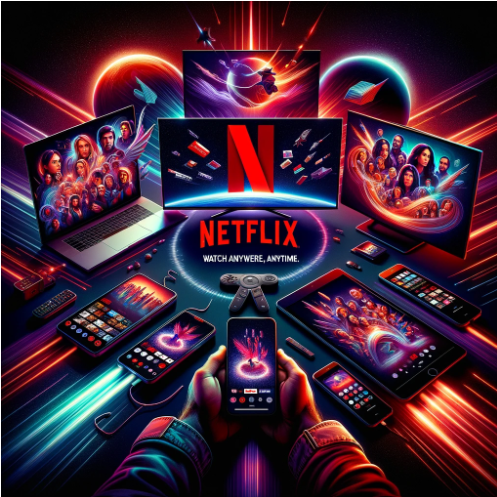 N
NETFLIX
WATCH ANYWERE, ANYTIME.